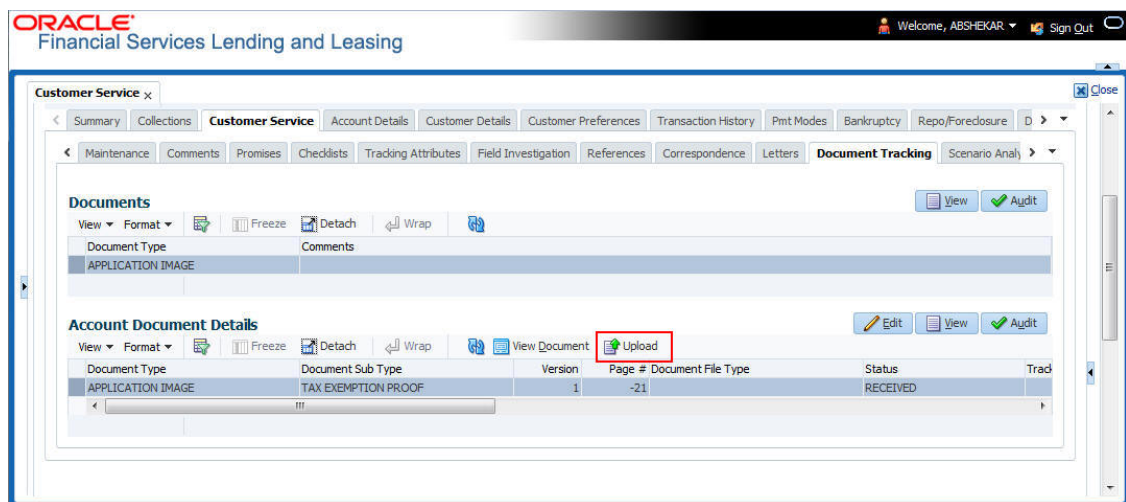 ORACLE
Financial Services Lending and Leasing
Welcome, ABSHEKAR Sign Out
Customer Service x Close
Summary Collections Customer Service Account Details Customer Details Customer Preferences Transaction History Pmt Modes Bankruptcy Repo/Foreclosure D
Maintenance Comments Promises Checklists Tracking Attributes Field Investigation References Correspondence Letters Document Tracking Scenario Analy
Documents View Audit
View Format Freeze Detach Wrap
Document Type Comments
APPLICATION IMAGE
Account Document Details Edit View Audit
View Format Freeze Detach Wrap View Document Upload
Document Type Document Sub Type Version Page # Document File Type Status Track
APPLICATION IMAGE TAX EXEMPTION PROOF 1 -21 RECEIVED